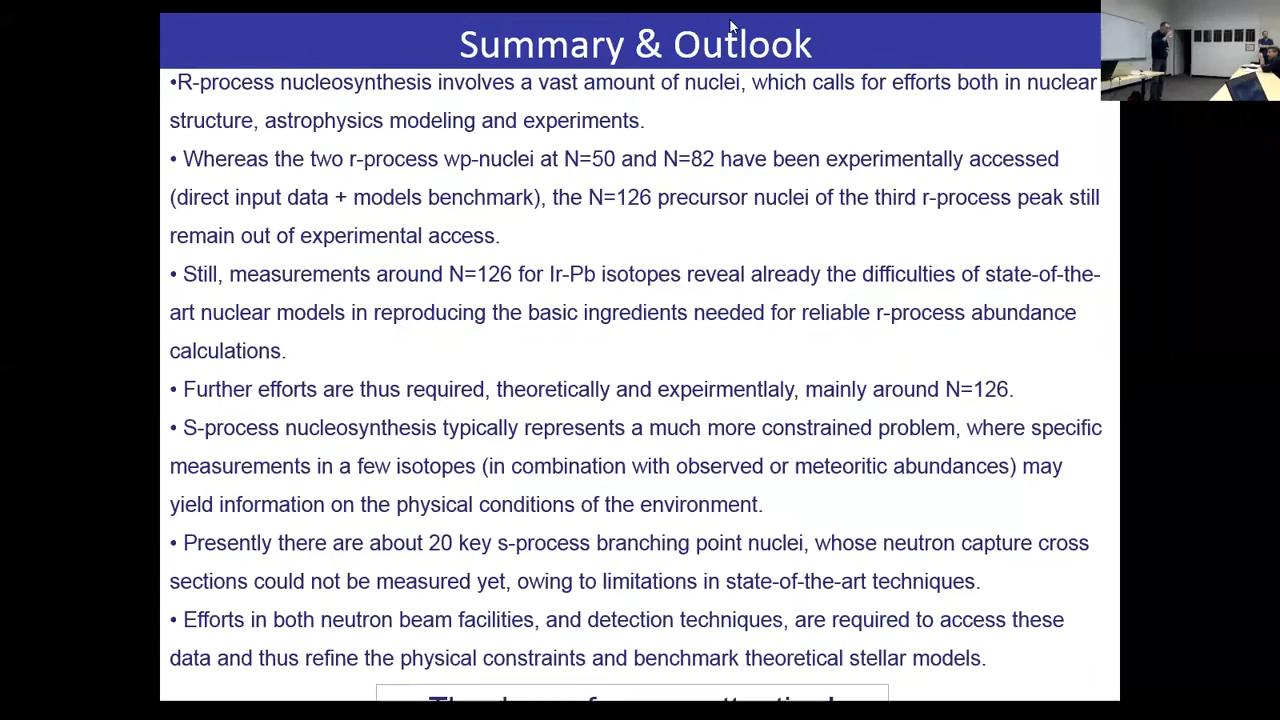 Summary & Outlook
•R-process nucleosynthesis involves a vast amount of nuclei, which calls for efforts both in nuclear
structure, astrophysics modeling and experiments.
• Whereas the two r-process wp-nuclei at N=50 and N=82 have been experimentally accessed
(direct input data + models benchmark), the N=126 precursor nuclei of the third r-process peak still
remain out of experimental access.
• Still, measurements around N=126 for Ir-Pb isotopes reveal already the difficulties of state-of-the-
art nuclear models in reproducing the basic ingredients needed for reliable r-process abundance
calculations.
• Further efforts are thus required, theoretically and expeirmentlaly, mainly around N=126.
• S-process nucleosynthesis typically represents a much more constrained problem, where specific
measurements in a few isotopes (in combination with observed or meteoritic abundances) may
yield information on the physical conditions of the environment.
• Presently there are about 20 key s-process branching point nuclei, whose neutron capture cross
sections could not be measured yet, owing to limitations in state-of-the-art techniques.
• Efforts in both neutron beam facilities, and detection techniques, are required to access these
data and thus refine the physical constraints and benchmark theoretical stellar models.